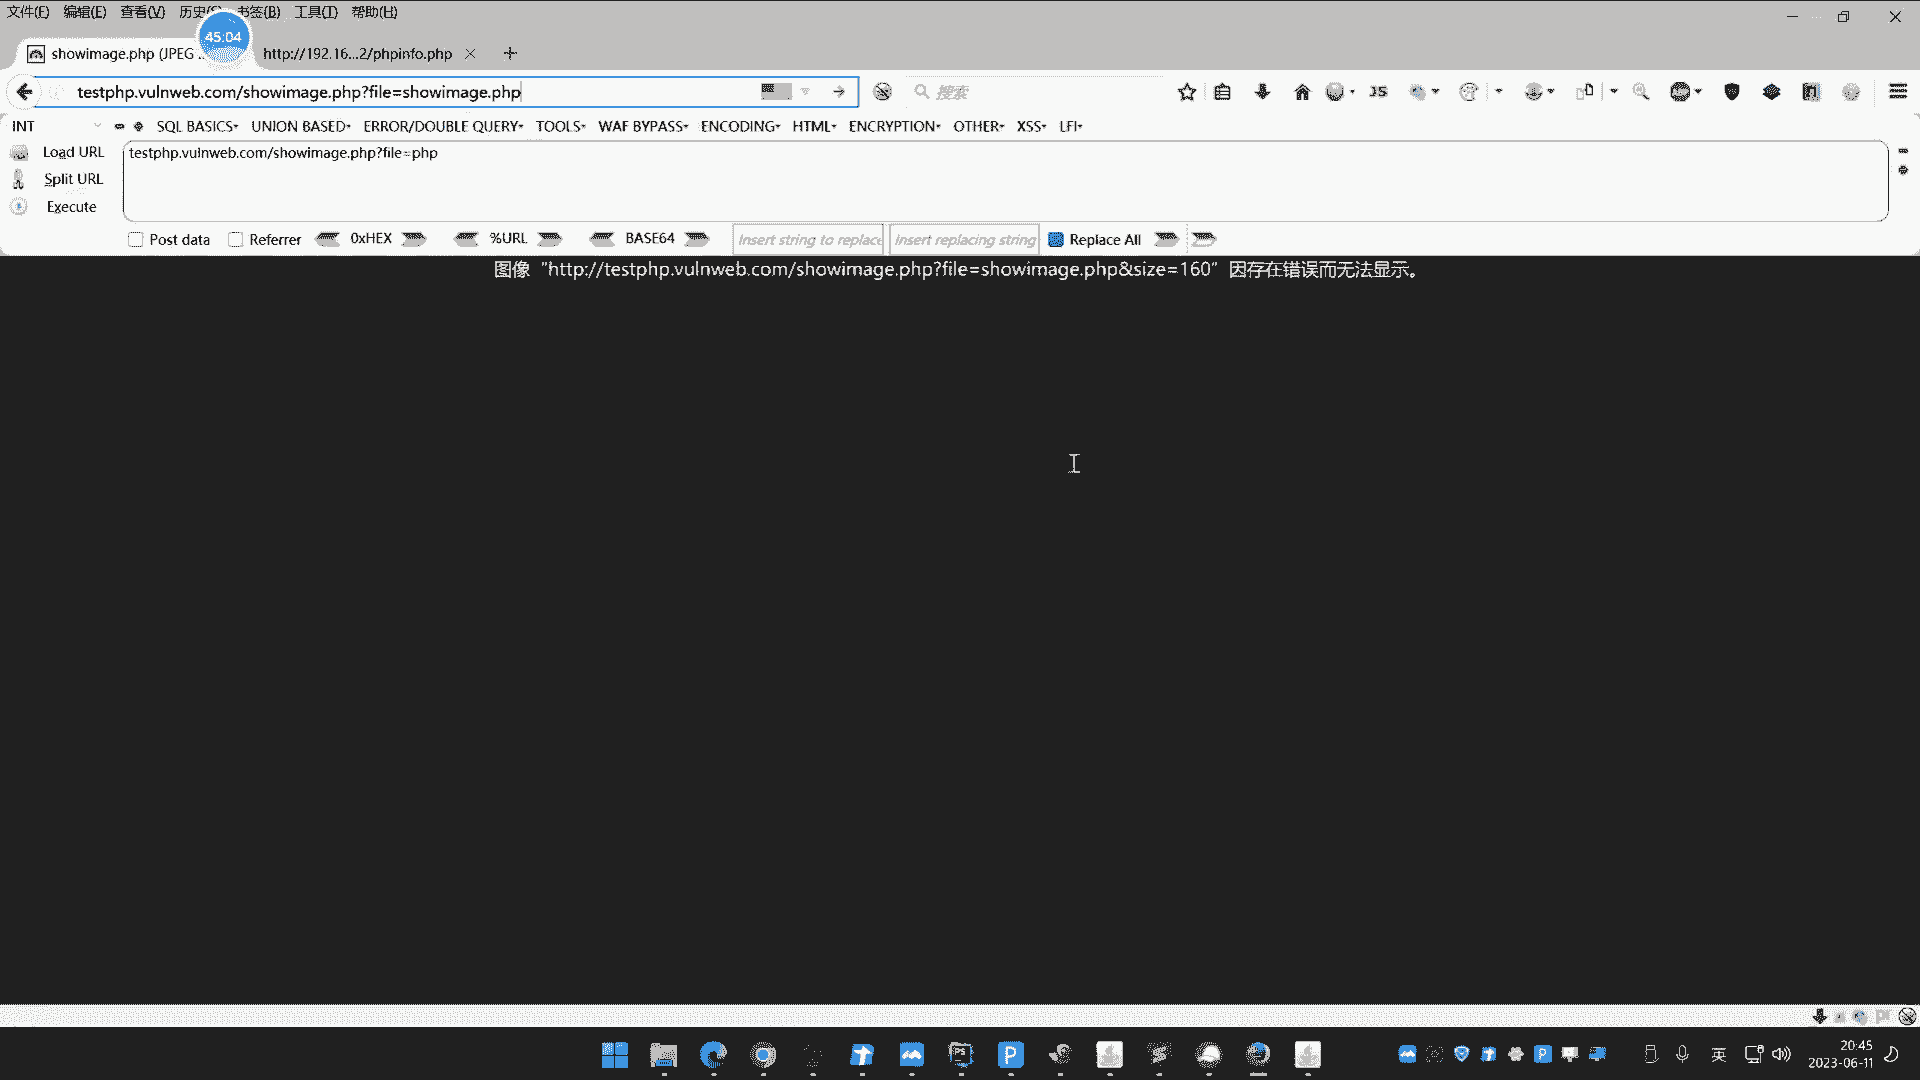 文件(F) 编辑(E) 查看(V) 历史(S) 书签(B) 工具(T) 帮助(H)
45:04
showimage.php (JPEG ... http://192.16...2/phpinfo.php
testphp.vulnweb.com/showimage.php?file=showimage.php 搜索 JS
INT SQL BASICS UNION BASED ERROR/DOUBLE QUERY TOOLS WAF BYPASS ENCODING HTML ENCRYPTION OTHER XSS LFI
Load URL testphp.vulnweb.com/showimage.php?file=php
Split URL
Execute
Post data Referrer 0xHEX %URL BASE64 Insert string to replace Insert replacing string Replace All
图像 "http://testphp.vulnweb.com/showimage.php?file=showimage.php&size=160" 因存在错误而无法显示。
英 20:45
2023-06-11